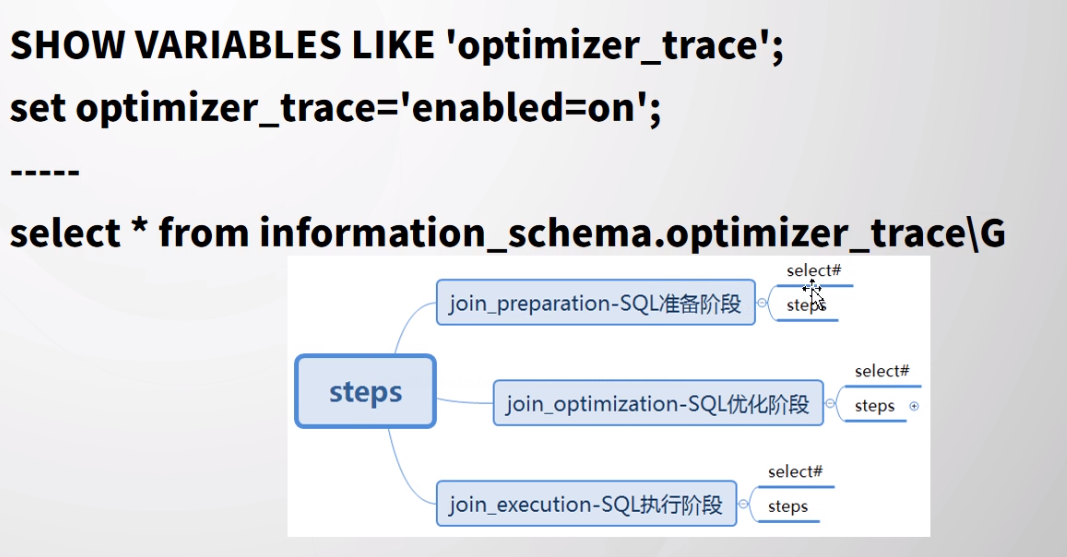 SHOW VARIABLES LIKE 'optimizer_trace';
set optimizer_trace='enabled=on';
-----
select * from information_schema.optimizer_trace\G
steps
join_preparation-SQL准备阶段
select#
steps
join_optimization-SQL优化阶段
select#
steps
join_execution-SQL执行阶段
select#
steps